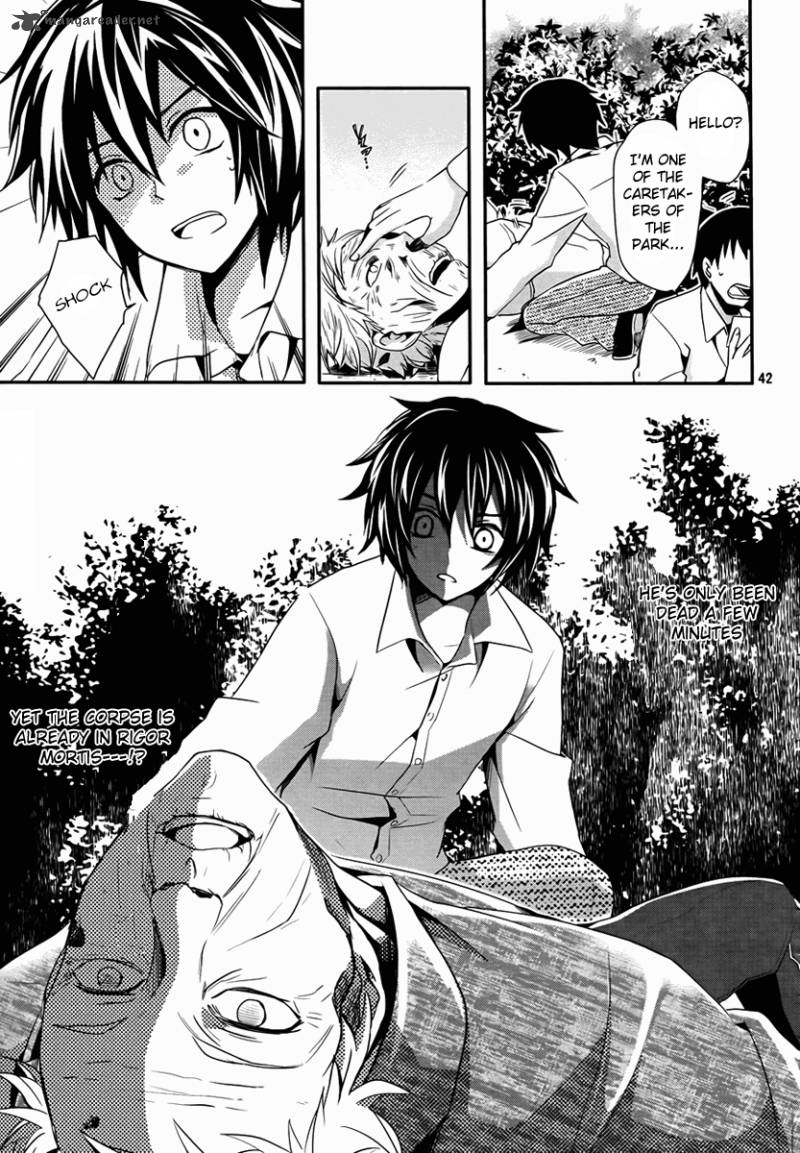 mangareader.net
HELLO?
I'M ONE
OF THE
CARETAK-
ERS OF
THE
PARK...
SHOCK
42
HE'S ONLY BEEN
DEAD A FEW
MINUTES
YET THE CORPSE IS
ALREADY IN RIGOR
MORTIS---!?